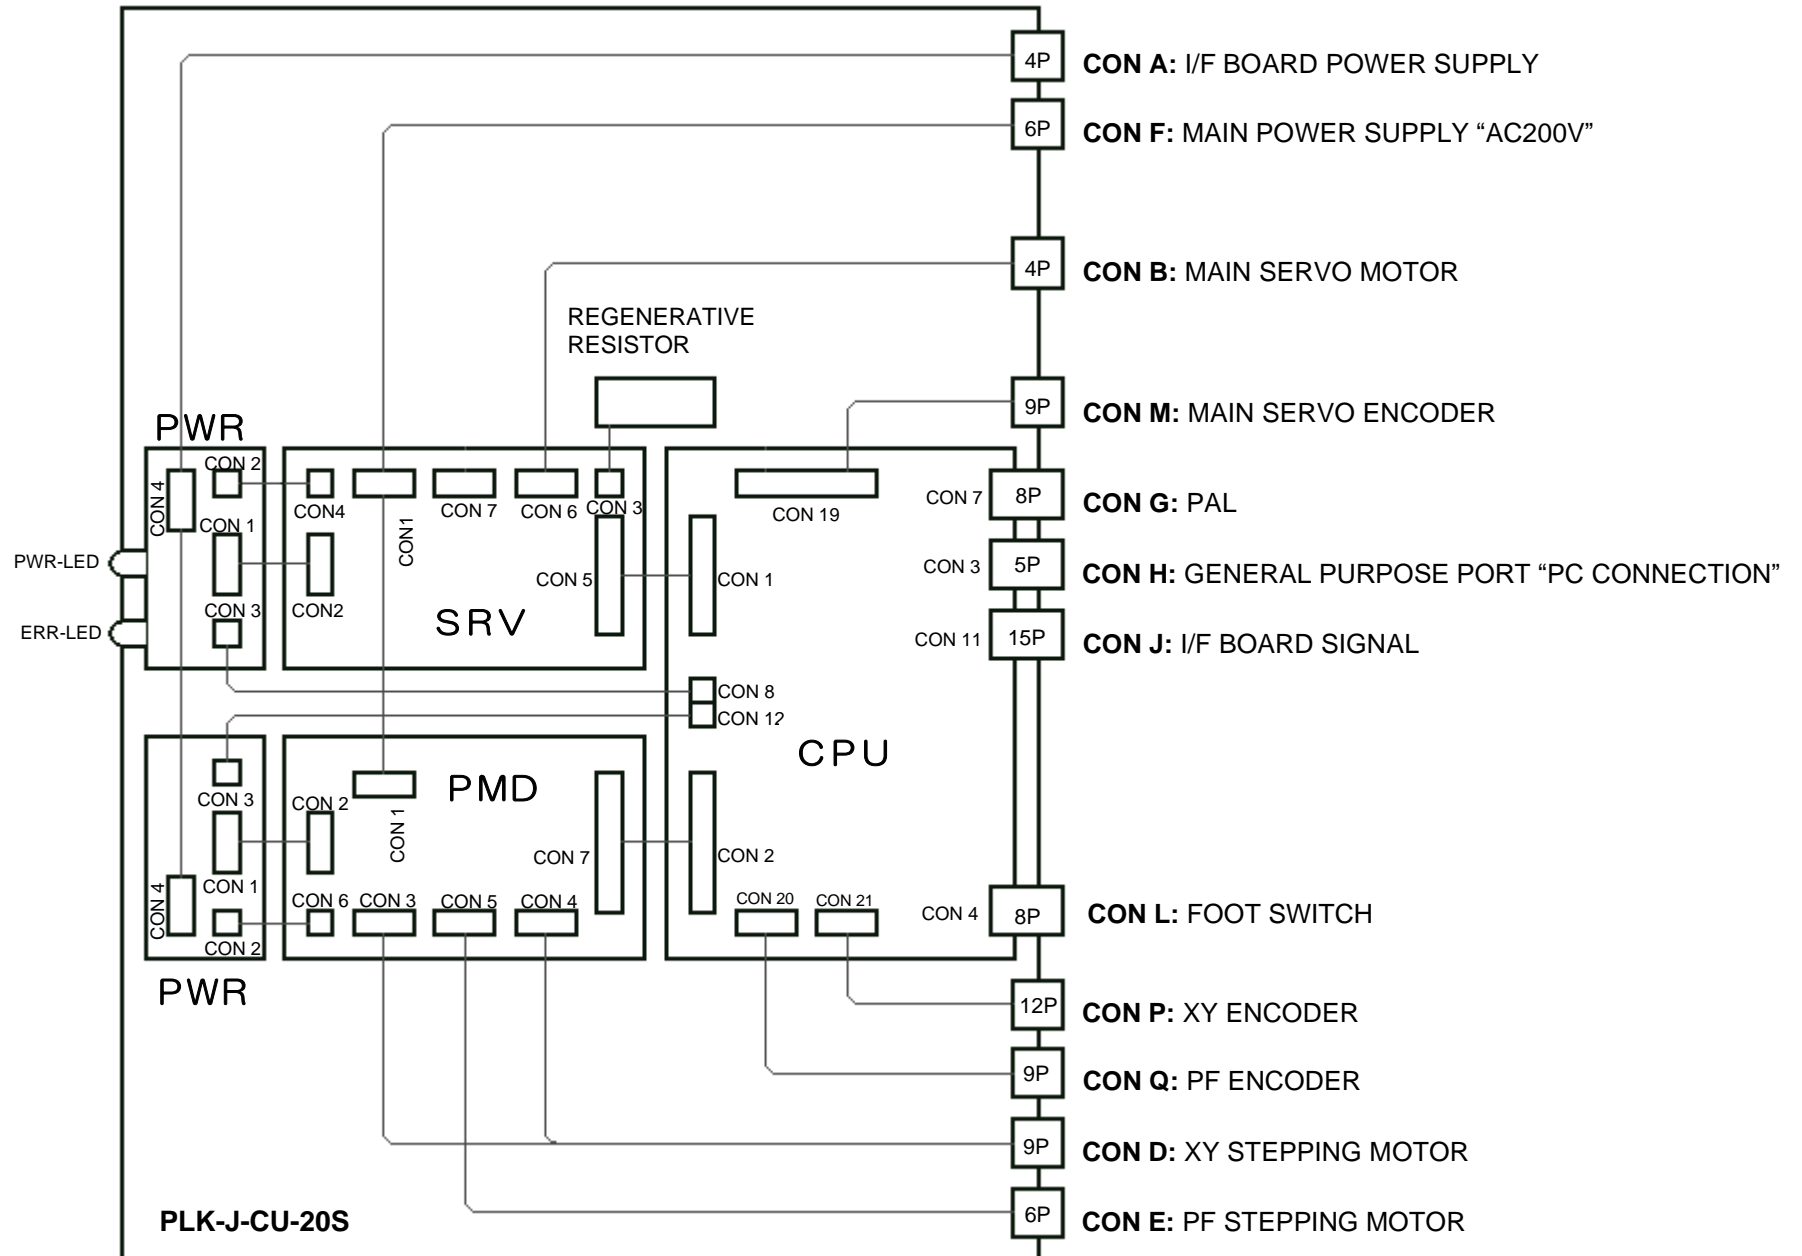 4P CON A: I/F BOARD POWER SUPPLY
6P CON F: MAIN POWER SUPPLY “AC200V”
4P CON B: MAIN SERVO MOTOR
REGENERATIVE
RESISTOR
9P CON M: MAIN SERVO ENCODER
PWR
CON 2
CON 4
CON 1
CON 3
PWR-LED
ERR-LED
CON4
CON1
CON 7
CON 6
CON 3
CON2
CON 5
SRV
CON 19
CON 1
CON 7 8P CON G: PAL
CON 3 5P CON H: GENERAL PURPOSE PORT “PC CONNECTION”
CON 11 15P CON J: I/F BOARD SIGNAL
CON 8
CON 12
CPU
CON 3
CON 1
CON 4
CON 2
PWR
CON 2
CON 1
PMD
CON 7
CON 6
CON 3
CON 5
CON 4
CON 2
CON 20
CON 21
CON 4 8P CON L: FOOT SWITCH
12P CON P: XY ENCODER
9P CON Q: PF ENCODER
9P CON D: XY STEPPING MOTOR
6P CON E: PF STEPPING MOTOR
PLK-J-CU-20S